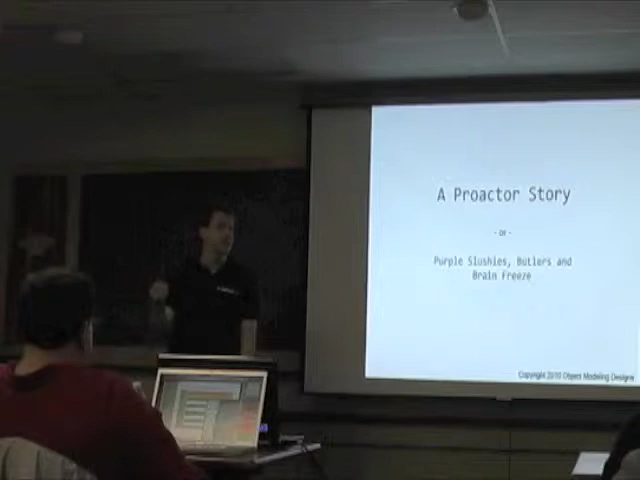 A Proactor Story
- or -
Purple Slushies, Butlers and
Brain Freeze
Copyright 2010 Object Modeling Designs